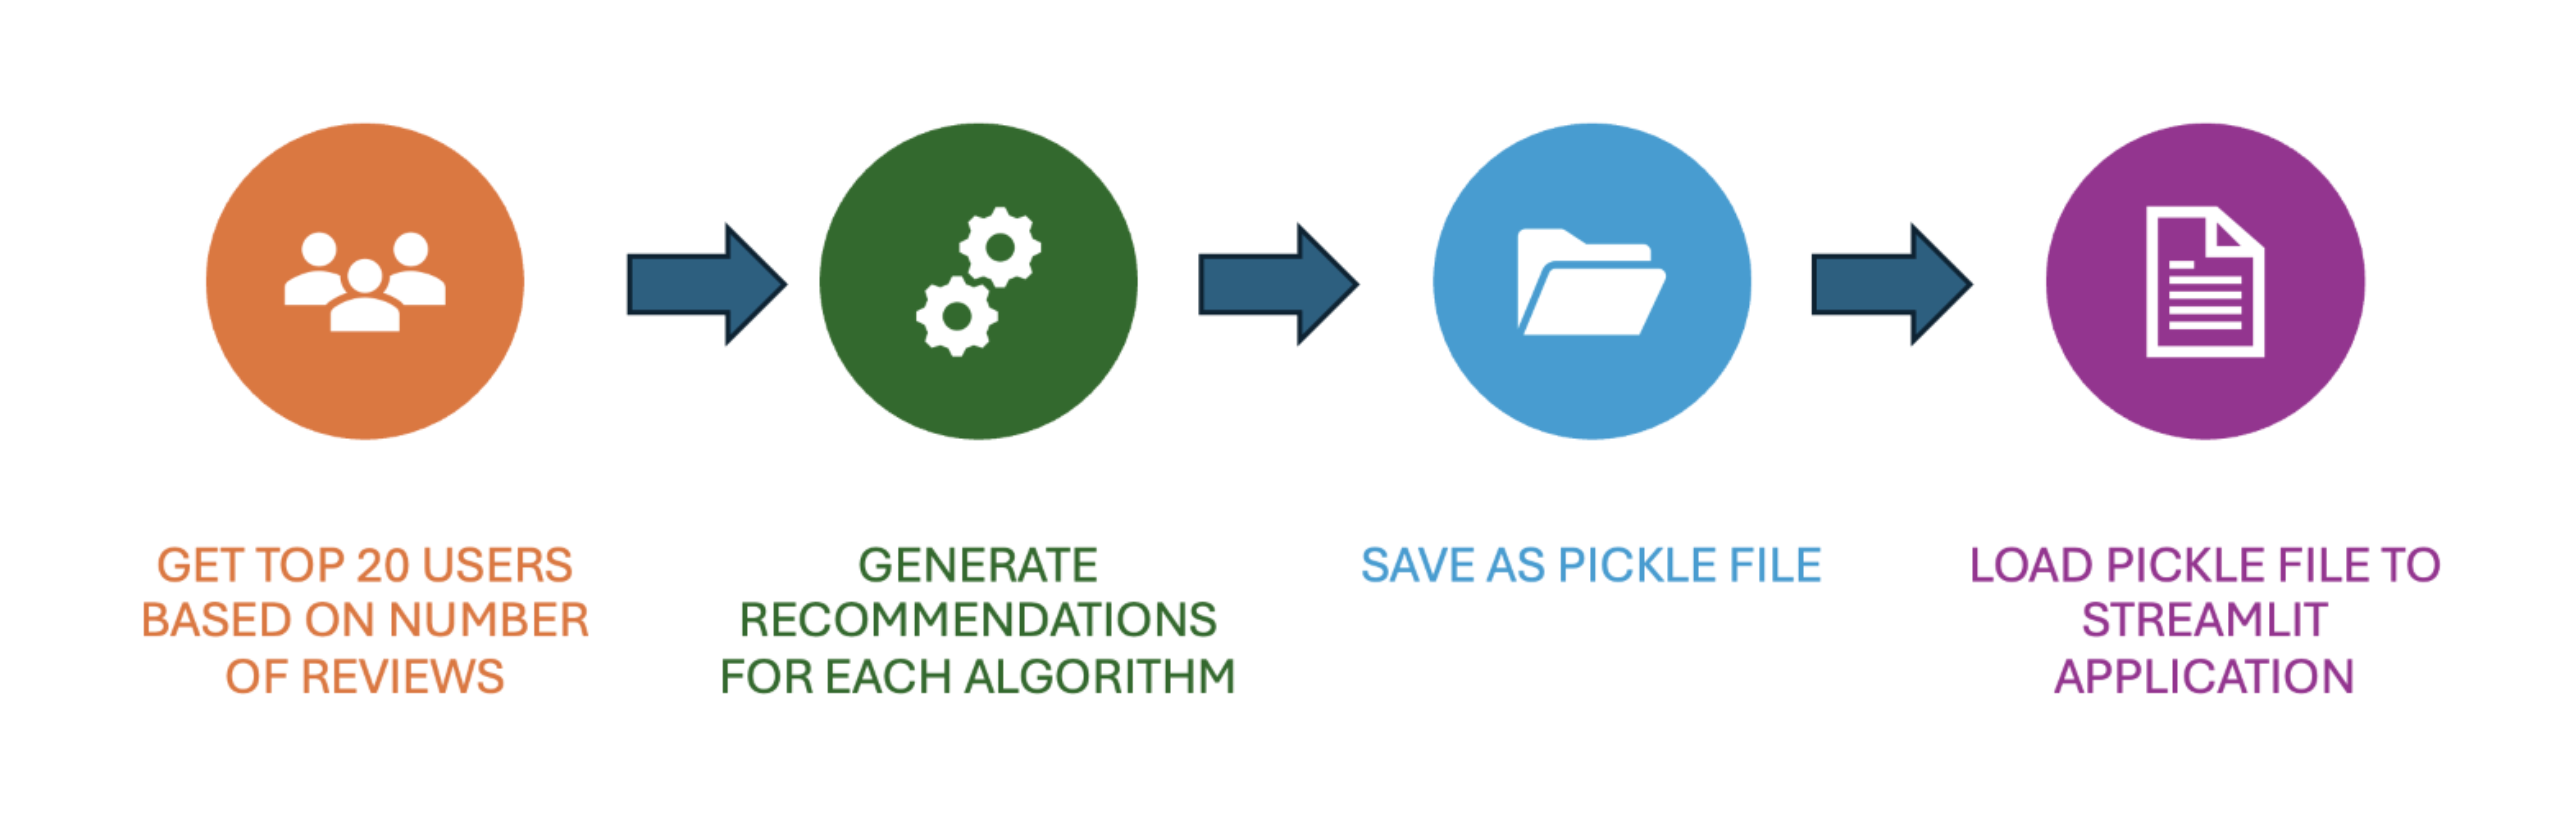 GET TOP 20 USERS
BASED ON NUMBER
OF REVIEWS
GENERATE
RECOMMENDATIONS
FOR EACH ALGORITHM
SAVE AS PICKLE FILE
LOAD PICKLE FILE TO
STREAMLIT
APPLICATION